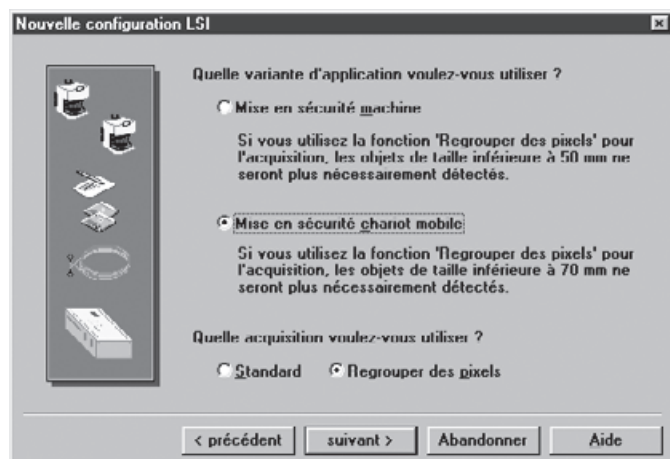 Nouvelle configuration LSI
Quelle variante d'application voulez-vous utiliser ?
Mise en sécurité machine
Si vous utilisez la fonction 'Regrouper des pixels' pour
l'acquisition, les objets de taille inférieure à 50 mm ne
seront plus nécessairement détectés.
Mise en sécurité chariot mobile
Si vous utilisez la fonction 'Regrouper des pixels' pour
l'acquisition, les objets de taille inférieure à 70 mm ne
seront plus nécessairement détectés.
Quelle acquisition voulez-vous utiliser ?
Standard Regrouper des pixels
< précédent suivant > Abandonner Aide